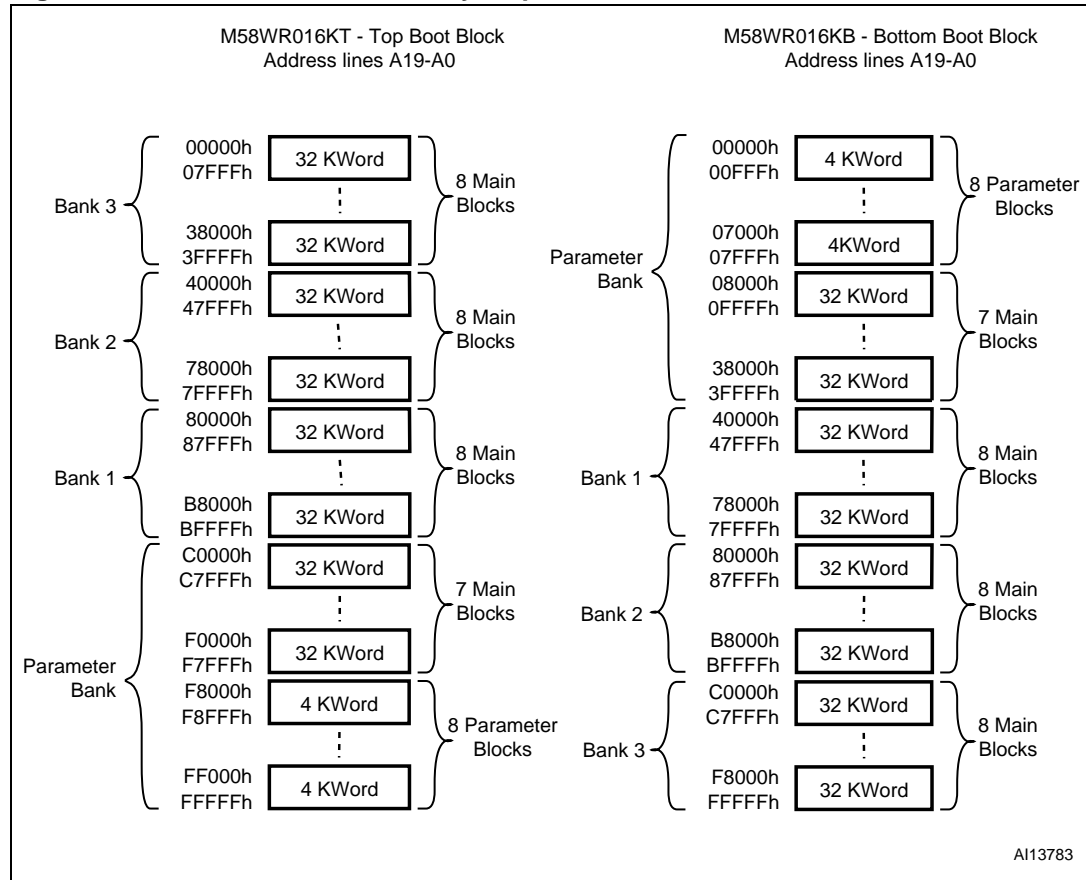 M58WR016KT - Top Boot Block
Address lines A19-A0
00000h
07FFFh
32 KWord
38000h
3FFFFh
32 KWord
Bank 3
8 Main
Blocks
40000h
47FFFh
32 KWord
78000h
7FFFFh
32 KWord
Bank 2
8 Main
Blocks
80000h
87FFFh
32 KWord
B8000h
BFFFFh
32 KWord
Bank 1
8 Main
Blocks
C0000h
C7FFFh
32 KWord
F0000h
F7FFFh
32 KWord
7 Main
Blocks
Parameter
Bank
F8000h
F8FFFh
4 KWord
FF000h
FFFFFh
4 KWord
8 Parameter
Blocks
M58WR016KB - Bottom Boot Block
Address lines A19-A0
00000h
00FFFh
4 KWord
07000h
07FFFh
4KWord
8 Parameter
Blocks
Parameter
Bank
08000h
0FFFFh
32 KWord
38000h
3FFFFh
32 KWord
7 Main
Blocks
40000h
47FFFh
32 KWord
78000h
7FFFFh
32 KWord
Bank 1
8 Main
Blocks
80000h
87FFFh
32 KWord
B8000h
BFFFFh
32 KWord
Bank 2
8 Main
Blocks
C0000h
C7FFFh
32 KWord
F8000h
FFFFFh
32 KWord
Bank 3
8 Main
Blocks
AI13783